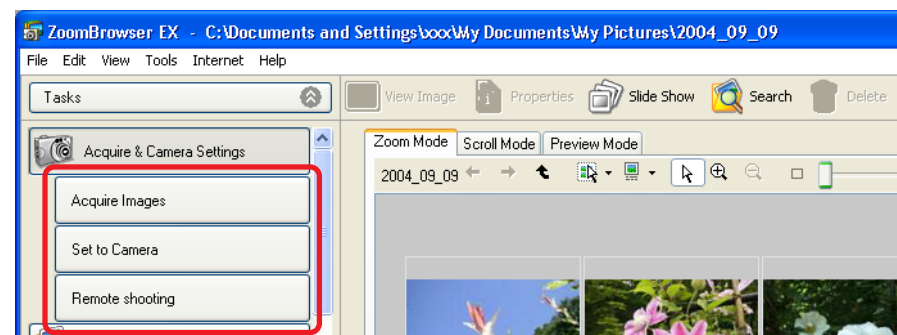 ZoomBrowser EX - C:\Documents and Settings\xxx\My Documents\My Pictures\2004_09_09
File Edit View Tools Internet Help
Tasks
View Image Properties Slide Show Search Delete
Acquire & Camera Settings
Zoom Mode Scroll Mode Preview Mode
2004_09_09
Acquire Images
Set to Camera
Remote shooting